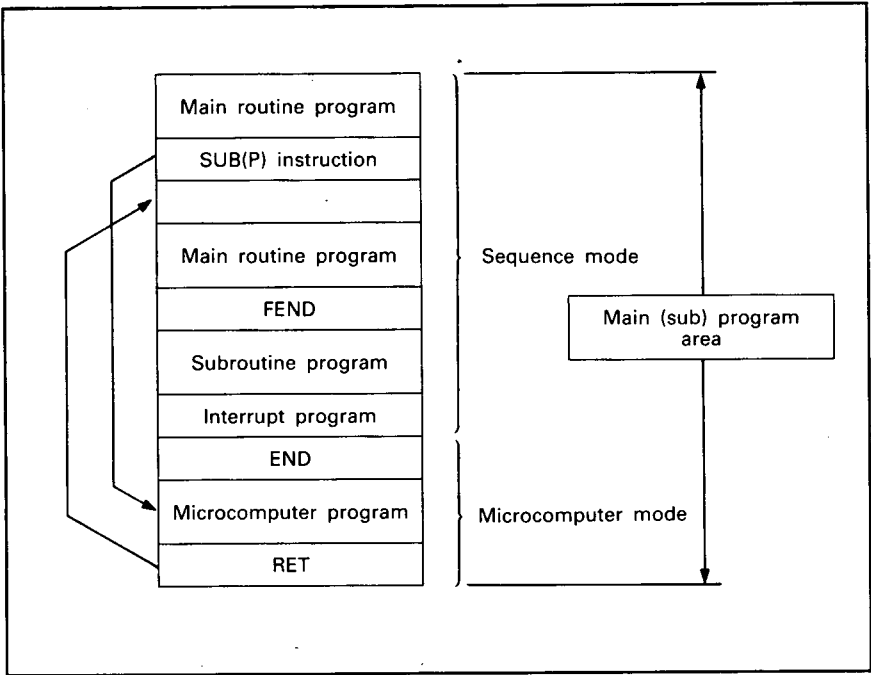 Main routine program
SUB(P) instruction
Main routine program
FEND
Subroutine program
Interrupt program
END
Microcomputer program
RET
Sequence mode
Microcomputer mode
Main (sub) program
area